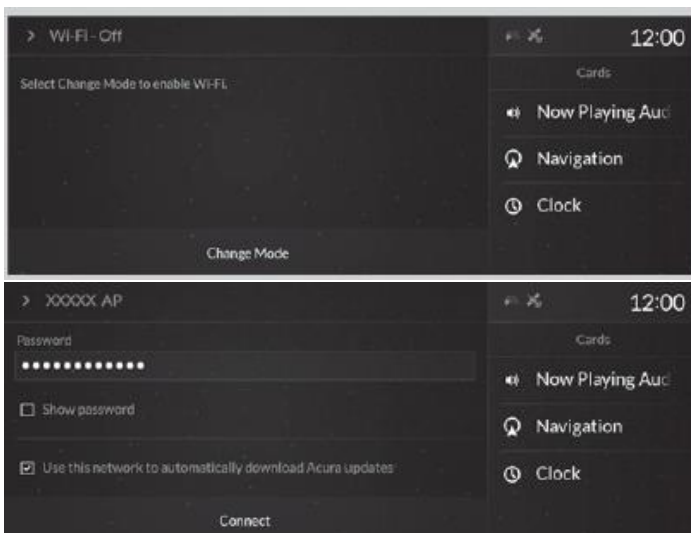 > Wi-Fi - Off
12:00
Select Change Mode to enable Wi-Fi.
Cards
Now Playing Aud
Navigation
Clock
Change Mode
> XXXXX AP
12:00
Password
••••••••••••
Cards
Show password
Now Playing Aud
Navigation
Use this network to automatically download Acura updates
Clock
Connect